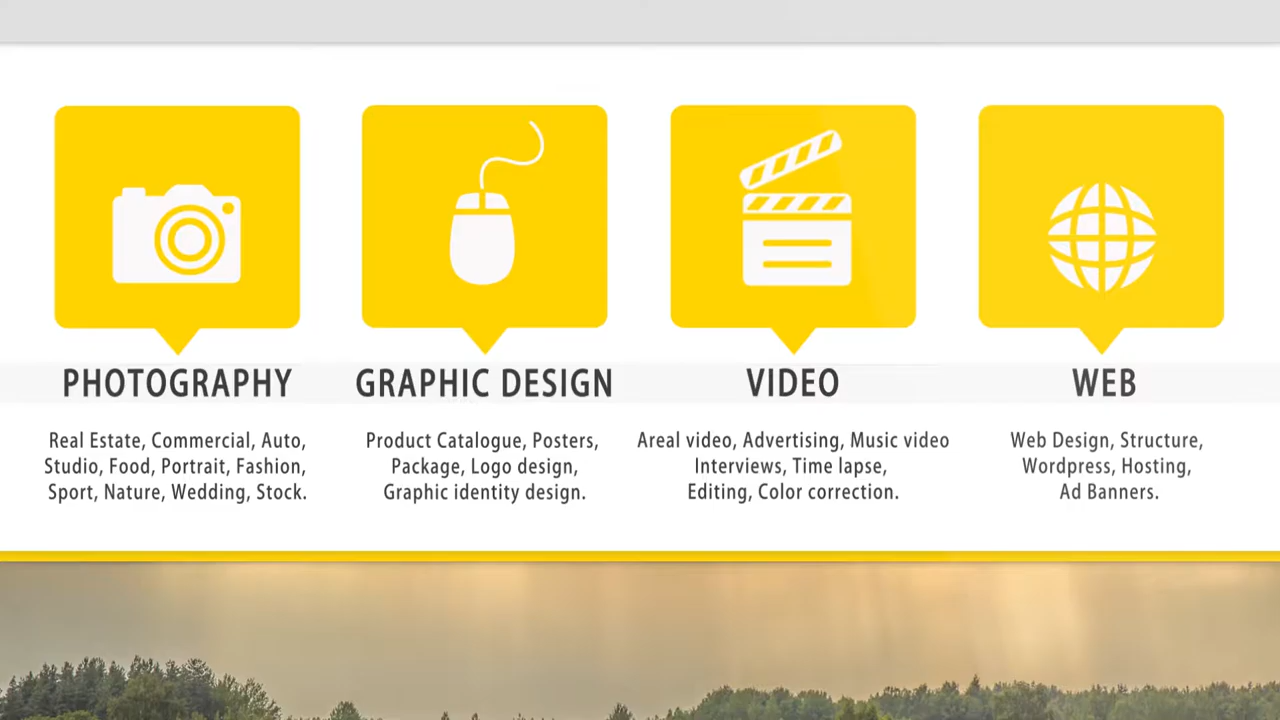 PHOTOGRAPHY
Real Estate, Commercial, Auto,
Studio, Food, Portrait, Fashion,
Sport, Nature, Wedding, Stock.
GRAPHIC DESIGN
Product Catalogue, Posters,
Package, Logo design,
Graphic identity design.
VIDEO
Areal video, Advertising, Music video
Interviews, Time lapse,
Editing, Color correction.
WEB
Web Design, Structure,
Wordpress, Hosting,
Ad Banners.